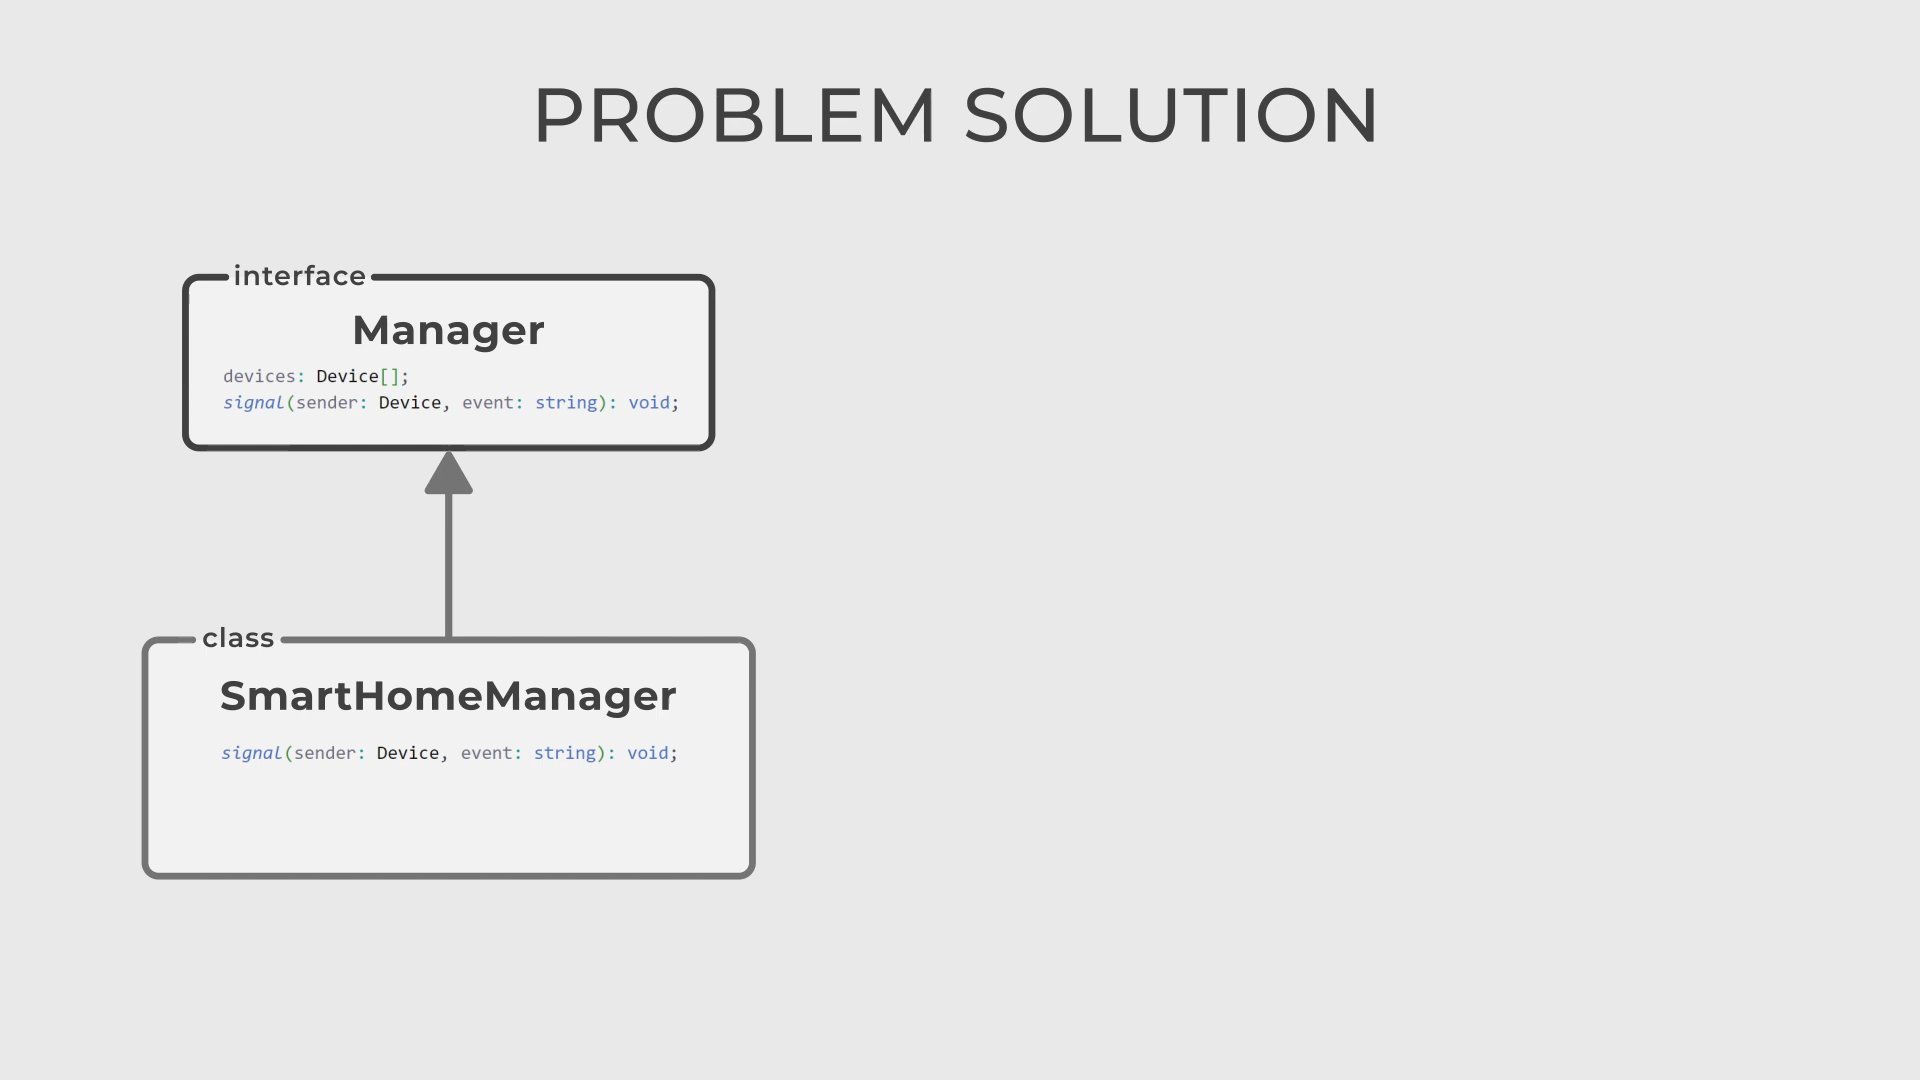 PROBLEM SOLUTION
interface
Manager
devices: Device[];
signal(sender: Device, event: string): void;
class
SmartHomeManager
signal(sender: Device, event: string): void;